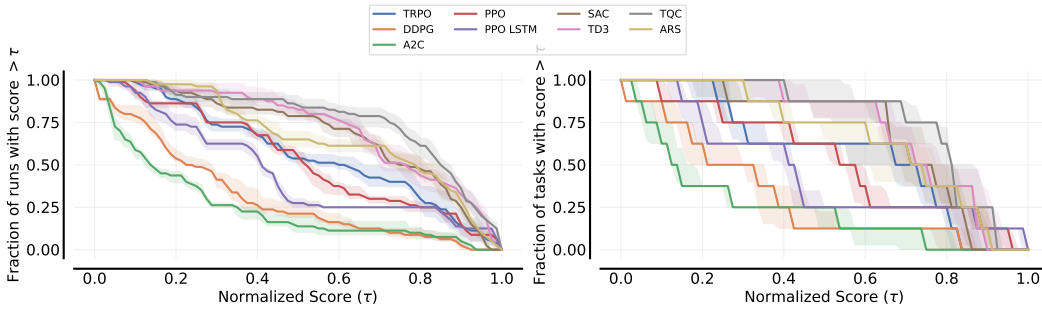 TRPO
PPO
SAC
TQC
DDPG
PPO LSTM
TD3
ARS
A2C
Fraction of runs with score > τ
1.00
0.75
0.50
0.25
0.00
0.0
0.2
0.4
0.6
0.8
1.0
Normalized Score (τ)
Fraction of tasks with score > τ
1.00
0.75
0.50
0.25
0.00
0.0
0.2
0.4
0.6
0.8
1.0
Normalized Score (τ)